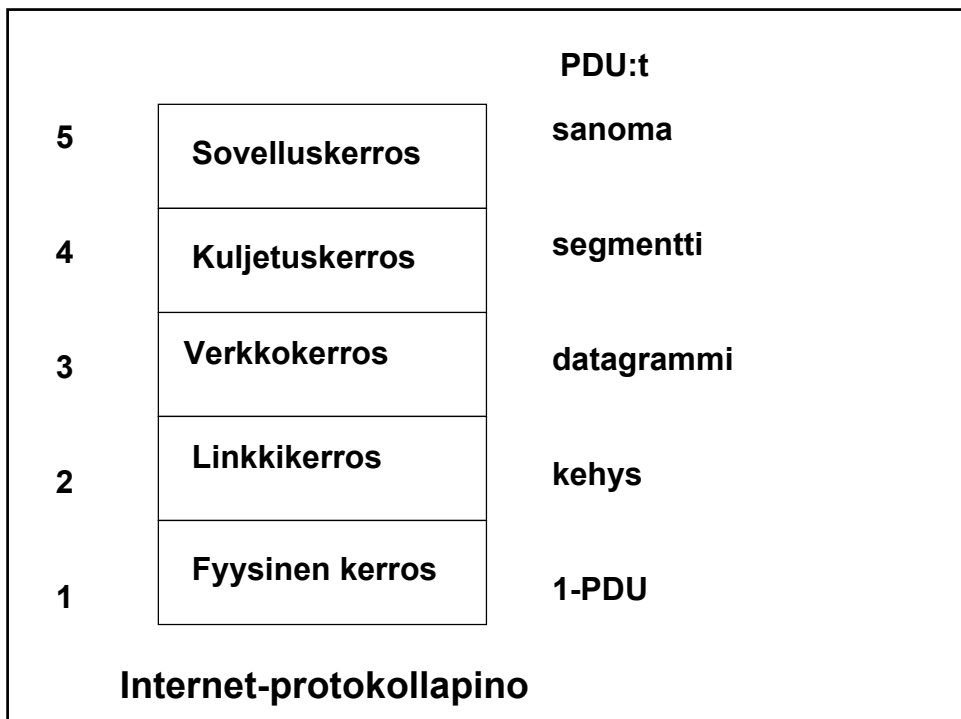 PDU:t
5 Sovelluskerros sanoma
4 Kuljetuskerros segmentti
3 Verkkokerros datagrammi
2 Linkkikerros kehys
1 Fyysinen kerros 1-PDU
Internet-protokollapino